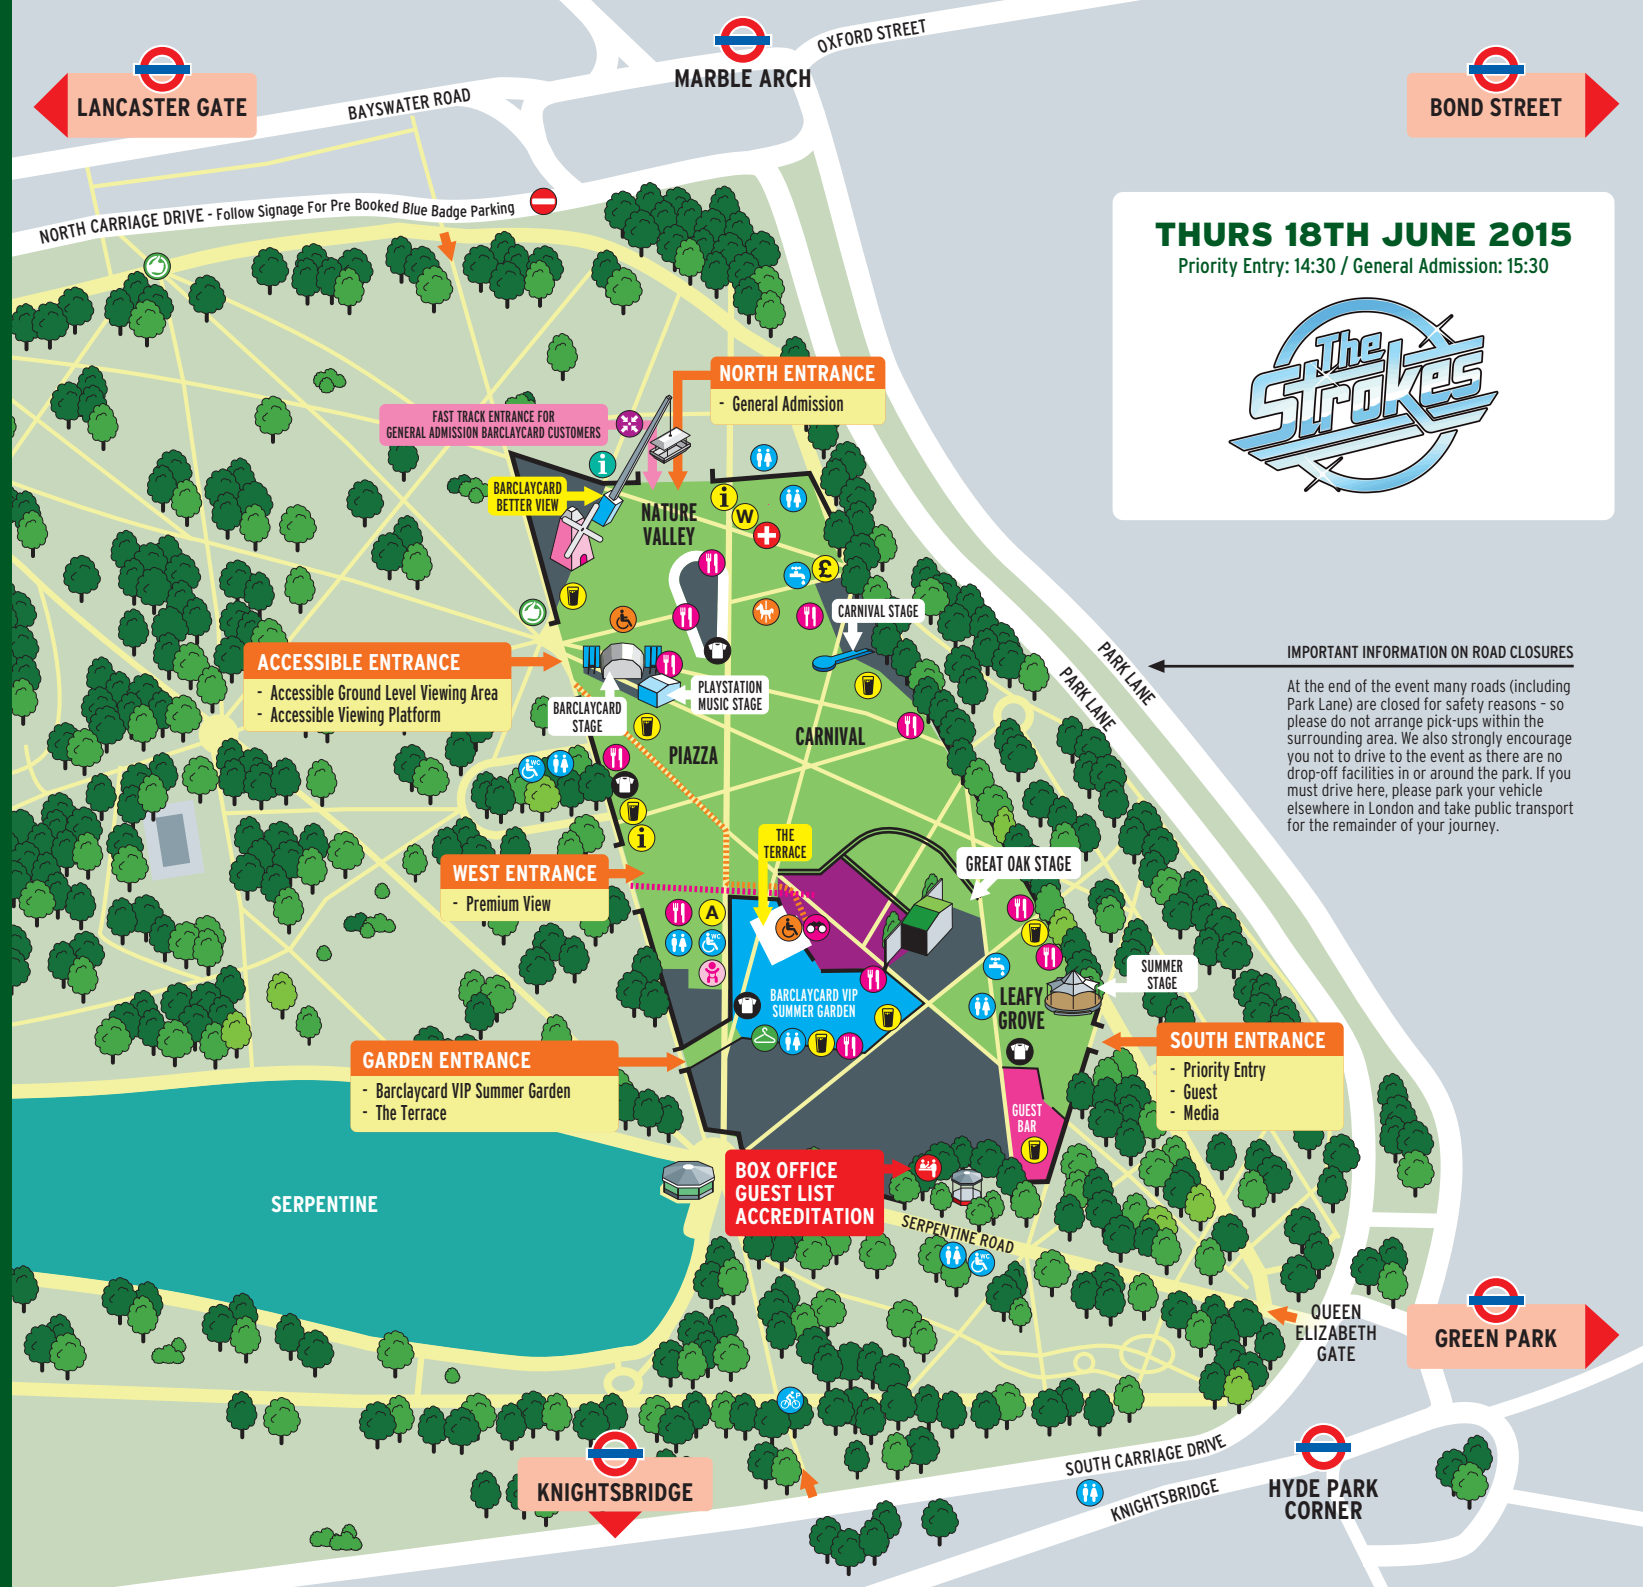 OXFORD STREET
MARBLE ARCH
LANCASTER GATE
BAYSWATER ROAD
BOND STREET
NORTH CARRIAGE DRIVE - Follow Signage For Pre Booked Blue Badge Parking
THURS 18TH JUNE 2015
Priority Entry: 14:30 / General Admission: 15:30
The
Strokes
NORTH ENTRANCE
- General Admission
FAST TRACK ENTRANCE FOR
GENERAL ADMISSION BARCLAYCARD CUSTOMERS
i
BARCLAYCARD
BETTER VIEW
NATURE
VALLEY
i
W
£
CARNIVAL STAGE
ACCESSIBLE ENTRANCE
- Accessible Ground Level Viewing Area
- Accessible Viewing Platform
BARCLAYCARD
STAGE
PLAYSTATION
MUSIC STAGE
PIAZZA
CARNIVAL
PARK LANE
PARK LANE
IMPORTANT INFORMATION ON ROAD CLOSURES
At the end of the event many roads (including
Park Lane) are closed for safety reasons - so
please do not arrange pick-ups within the
surrounding area. We also strongly encourage
you not to drive to the event as there are no
drop-off facilities in or around the park. If you
must drive here, please park your vehicle
elsewhere in London and take public transport
for the remainder of your journey.
WC
i
THE
TERRACE
GREAT OAK STAGE
WEST ENTRANCE
- Premium View
A
WC
BARCLAYCARD VIP
SUMMER GARDEN
LEAFY
GROVE
SUMMER
STAGE
GARDEN ENTRANCE
- Barclaycard VIP Summer Garden
- The Terrace
SOUTH ENTRANCE
- Priority Entry
- Guest
- Media
GUEST
BAR
BOX OFFICE
GUEST LIST
ACCREDITATION
SERPENTINE
SERPENTINE ROAD
WC
QUEEN
ELIZABETH
GATE
GREEN PARK
P
KNIGHTSBRIDGE
SOUTH CARRIAGE DRIVE
KNIGHTSBRIDGE
HYDE PARK
CORNER